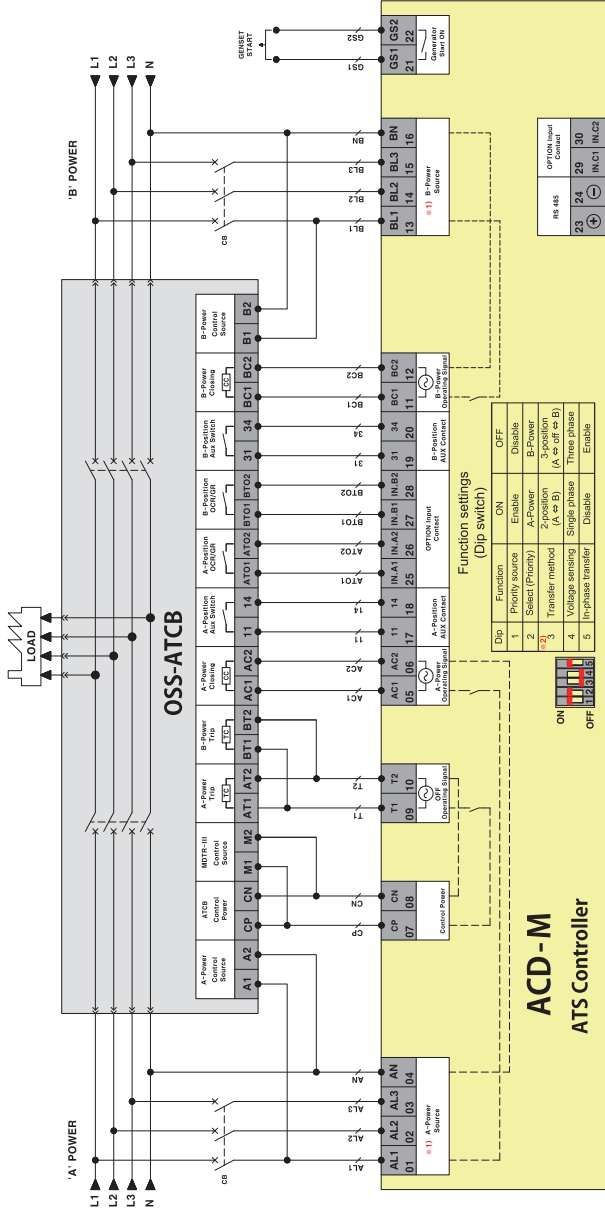 'A' POWER
L1
L2
L3
N
'B' POWER
L1
L2
L3
N
LOAD
GENSET
START
OSS-ATCB
A-Power
Control
Source
ATCB
Control
Power
MDTR-III
Control
Source
A-Power
Trip
TC
B-Power
Trip
TC
A-Power
Closing
CC
A-Position
Aux Switch
A-Position
OCR/GR
B-Position
OCR/GR
B-Position
Aux Switch
B-Power
Closing
CC
B-Power
Control
Source
A1 A2 CP CN M1 M2 AT1 AT2 BT1 BT2 AC1 AC2 11 14 ATO1 ATO2 BTO1 BTO2 31 34 BC1 BC2 B1 B2
CB
CB
AL1 AL2 AL3 AN CP CN T1 T2 AC1 AC2 11 14 ATO1 ATO2 BTO1 BTO2 31 34 BC1 BC2 BL1 BL2 BL3 BN GS1 GS2
AL1 AL2 AL3 AN
01 02 03 04
※1) A-Power
Source
CP CN
07 08
Control Power
T1 T2
09 10
OFF
Operating Signal
AC1 AC2 11 14 IN.A1 IN.A2 IN.B1 IN.B2 31 34 BC1 BC2
05 06 17 18 25 26 27 28 19 20 11 12
A-Power
Operating Signal
A-Position
AUX Contact
OPTION Input
Contact
B-Position
AUX Contact
B-Power
Operating Signal
BL1 BL2 BL3 BN
13 14 15 16
※1) B-Power
Source
GS1 GS2
21 22
Generator
Start ON
ACD-M
ATS Controller
ON
OFF
1 2 3 4 5
Function settings
(Dip switch)
Dip Function ON OFF
1 Priority source Enable Disable
2 Select (Priority) A-Power B-Power
※2) 3 Transfer method 2-position (A ⇔ B) 3-position (A ⇔ off ⇔ B)
4 Voltage sensing Single phase Three phase
5 In-phase transfer Disable Enable
RS 485
OPTION Input
Contact
23 24 29 30
+ − IN.C1 IN.C2